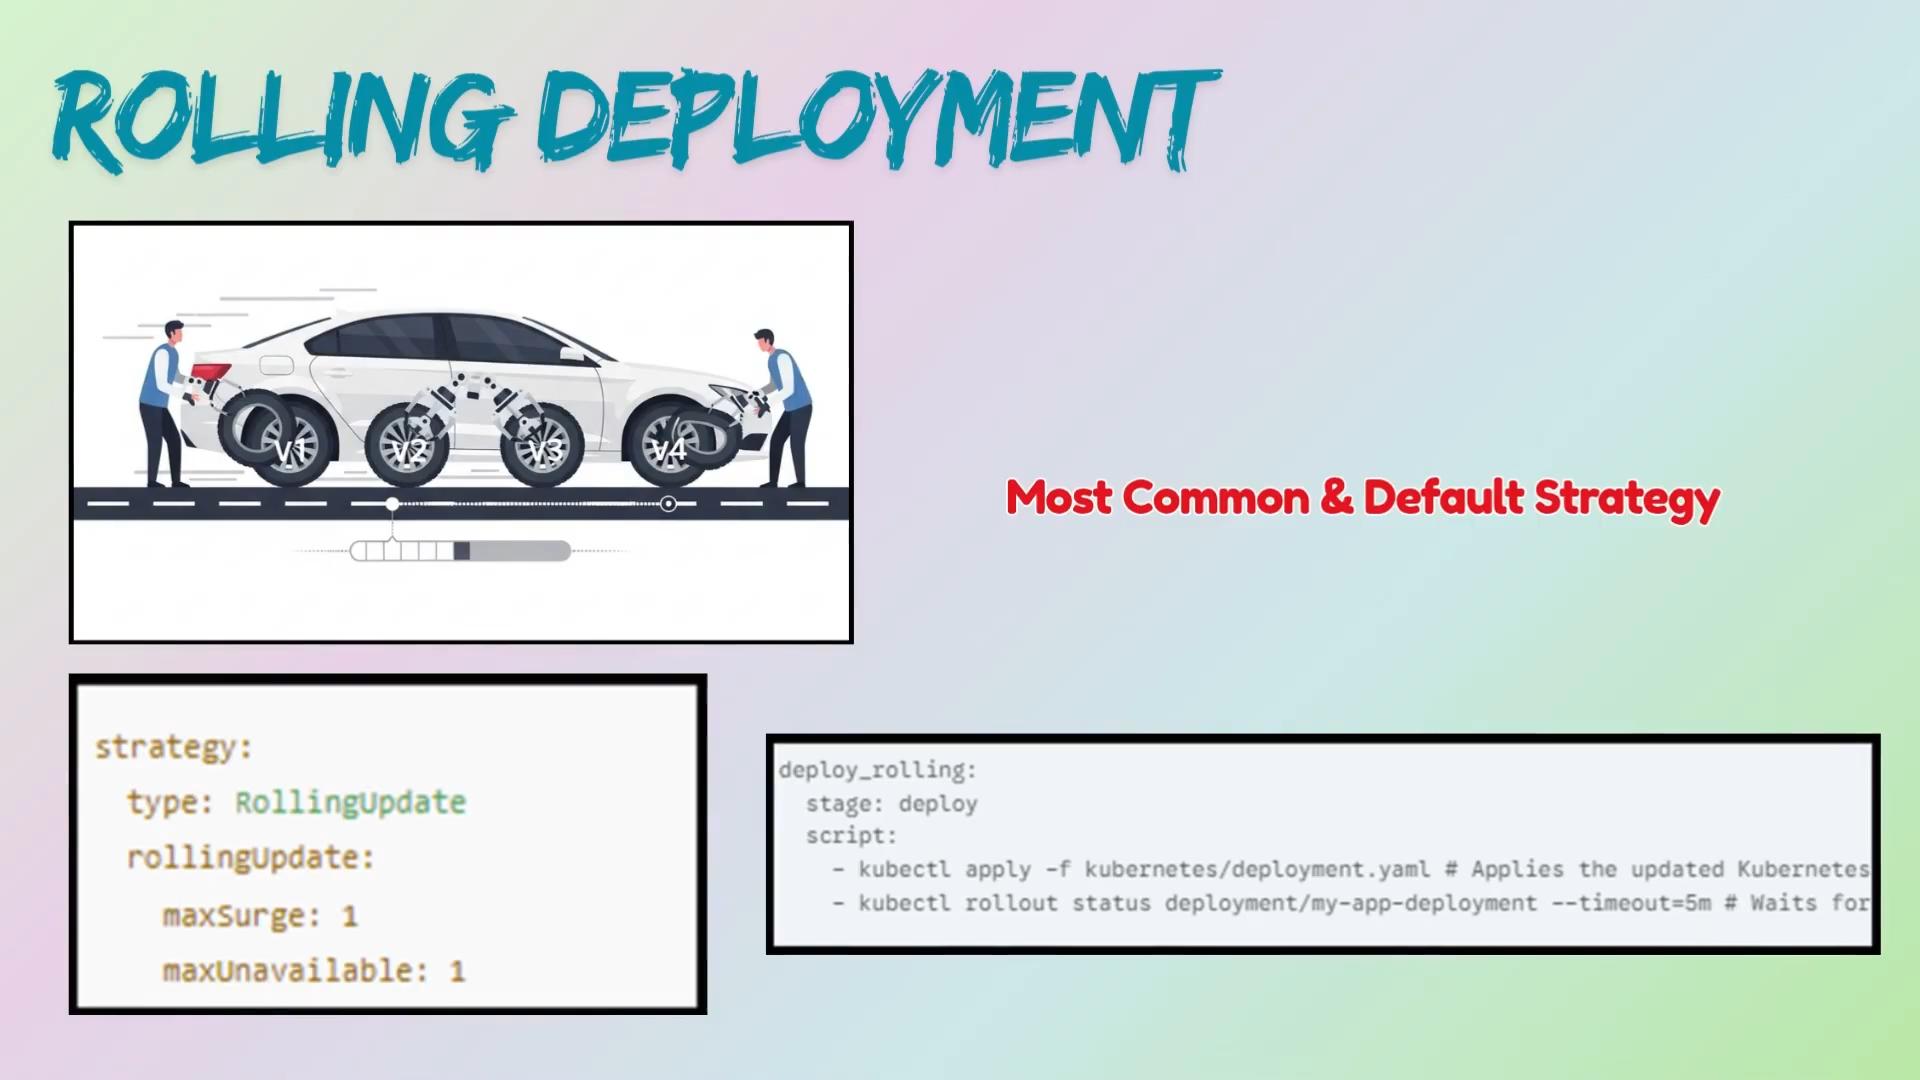 ROLLING DEPLOYMENT
V1 V2 V3 V4
Most Common & Default Strategy
strategy:
type: RollingUpdate
rollingUpdate:
maxSurge: 1
maxUnavailable: 1
deploy_rolling:
stage: deploy
script:
- kubectl apply -f kubernetes/deployment.yaml # Applies the updated Kubernetes
- kubectl rollout status deployment/my-app-deployment --timeout=5m # Waits for